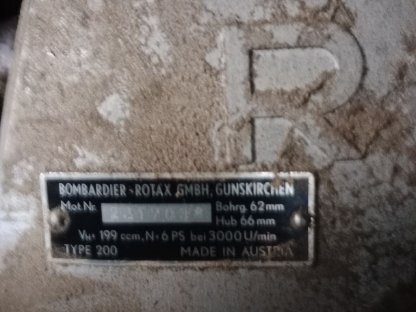 R
BOMBARDIER-ROTAX GMBH, GUNSKIRCHEN
Mot.Nr. Bohrg. 62 mm
Hub 66 mm
VH= 199 ccm, N= 6 PS bei 3000 U/min
TYPE 200 MADE IN AUSTRIA